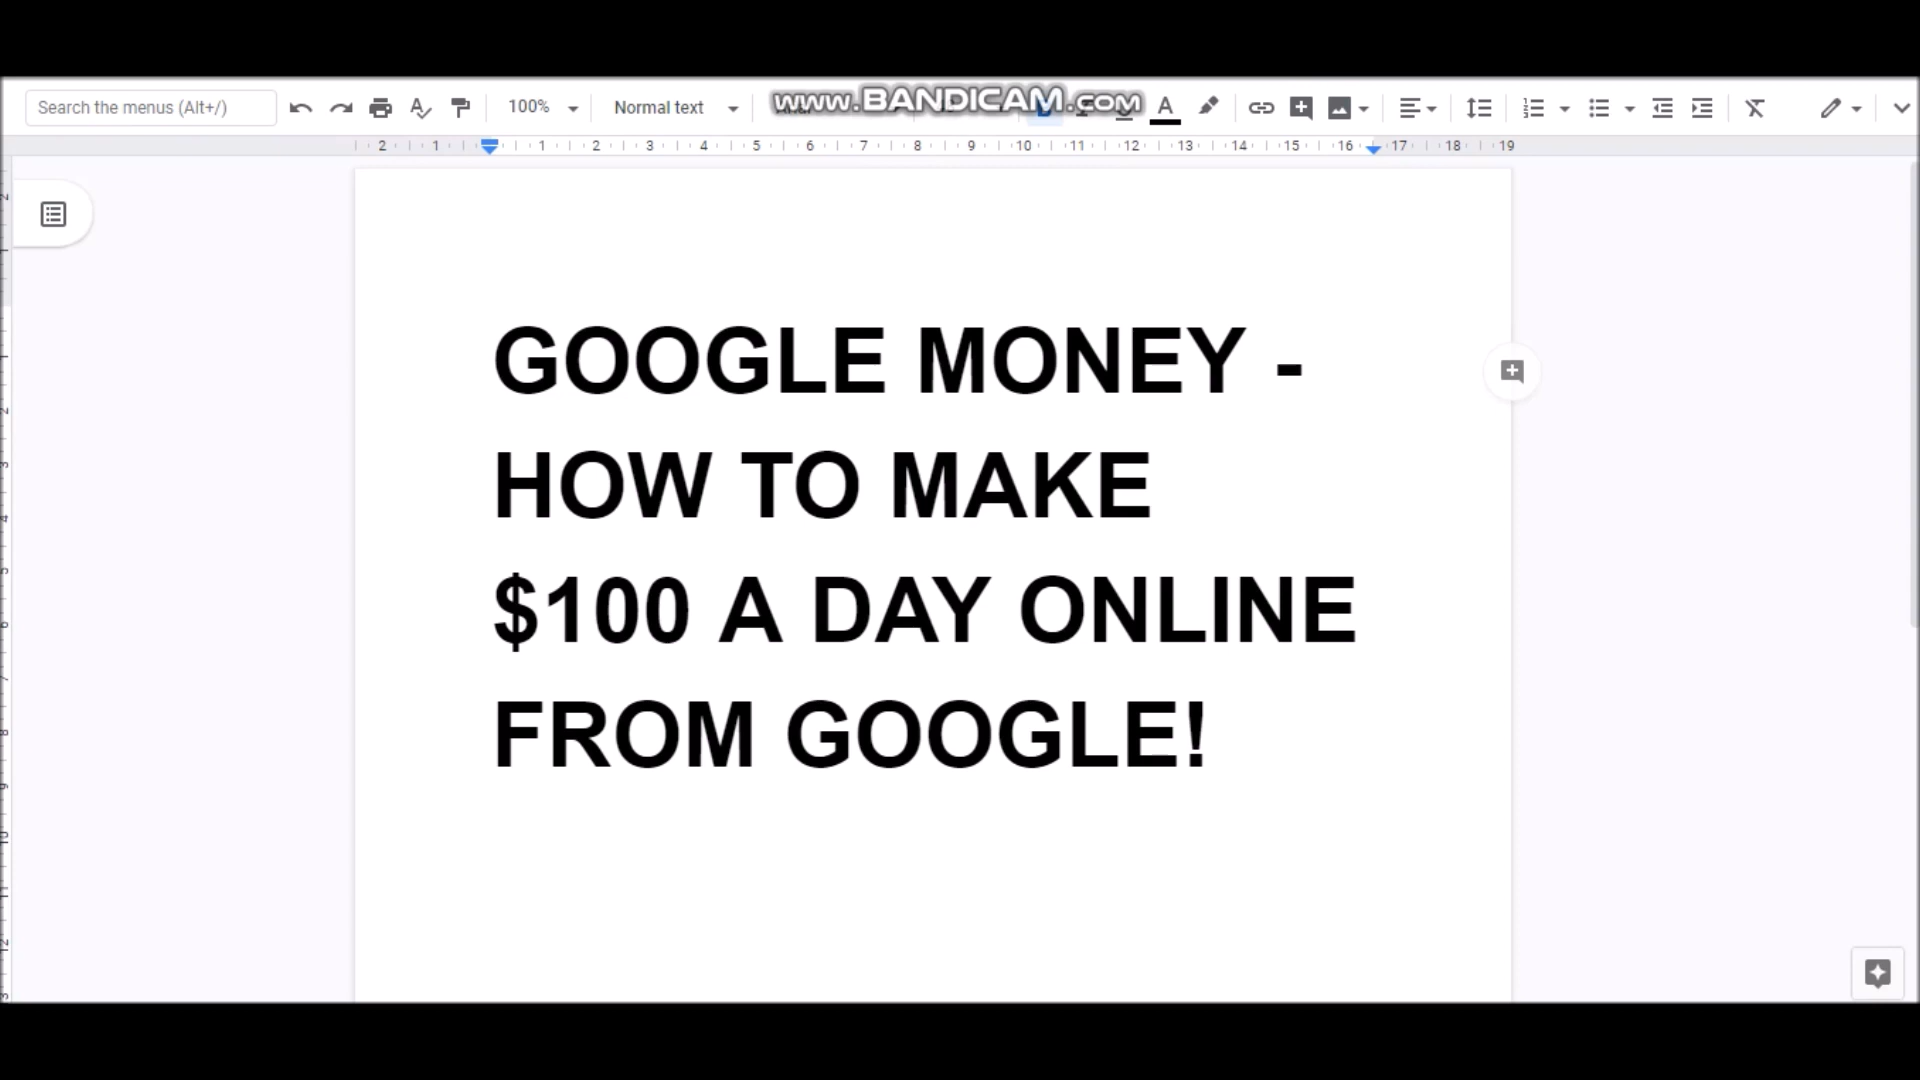 www.BANDICAM.com
Search the menus (Alt+/)
100%
Normal text
2 1 1 2 3 4 5 6 7 8 9 10 11 12 13 14 15 16 17 18 19
GOOGLE MONEY -
HOW TO MAKE
$100 A DAY ONLINE
FROM GOOGLE!